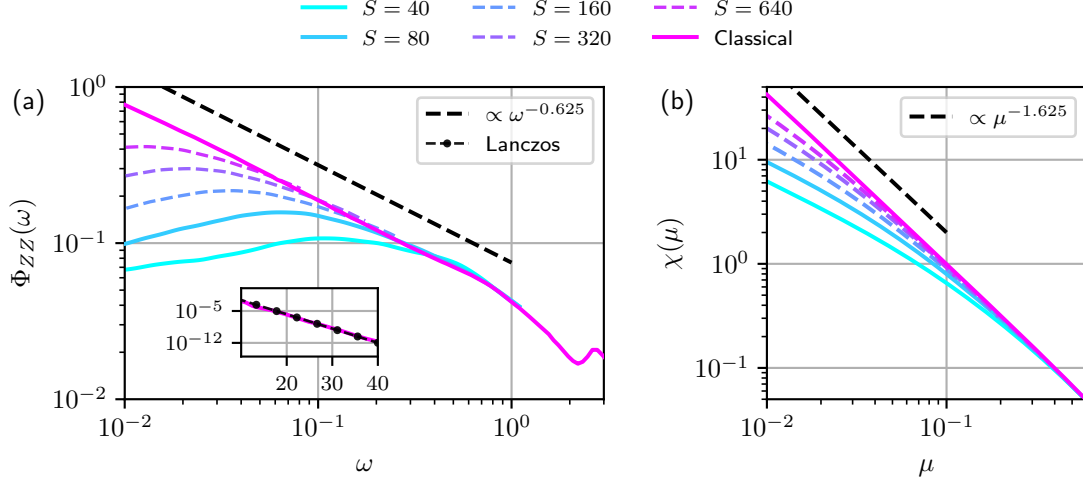 S = 40 S = 160 S = 640
S = 80 S = 320 Classical
(a)
∝ ω^{−0.625}
Lanczos
Φ_{ZZ}(ω)
10^0
10^{−1}
10^{−2}
10^{−5}
10^{−12}
20 30 40
10^{−2} 10^{−1} 10^0
ω
(b)
∝ μ^{−1.625}
χ(μ)
10^1
10^0
10^{−1}
10^{−2} 10^{−1}
μ